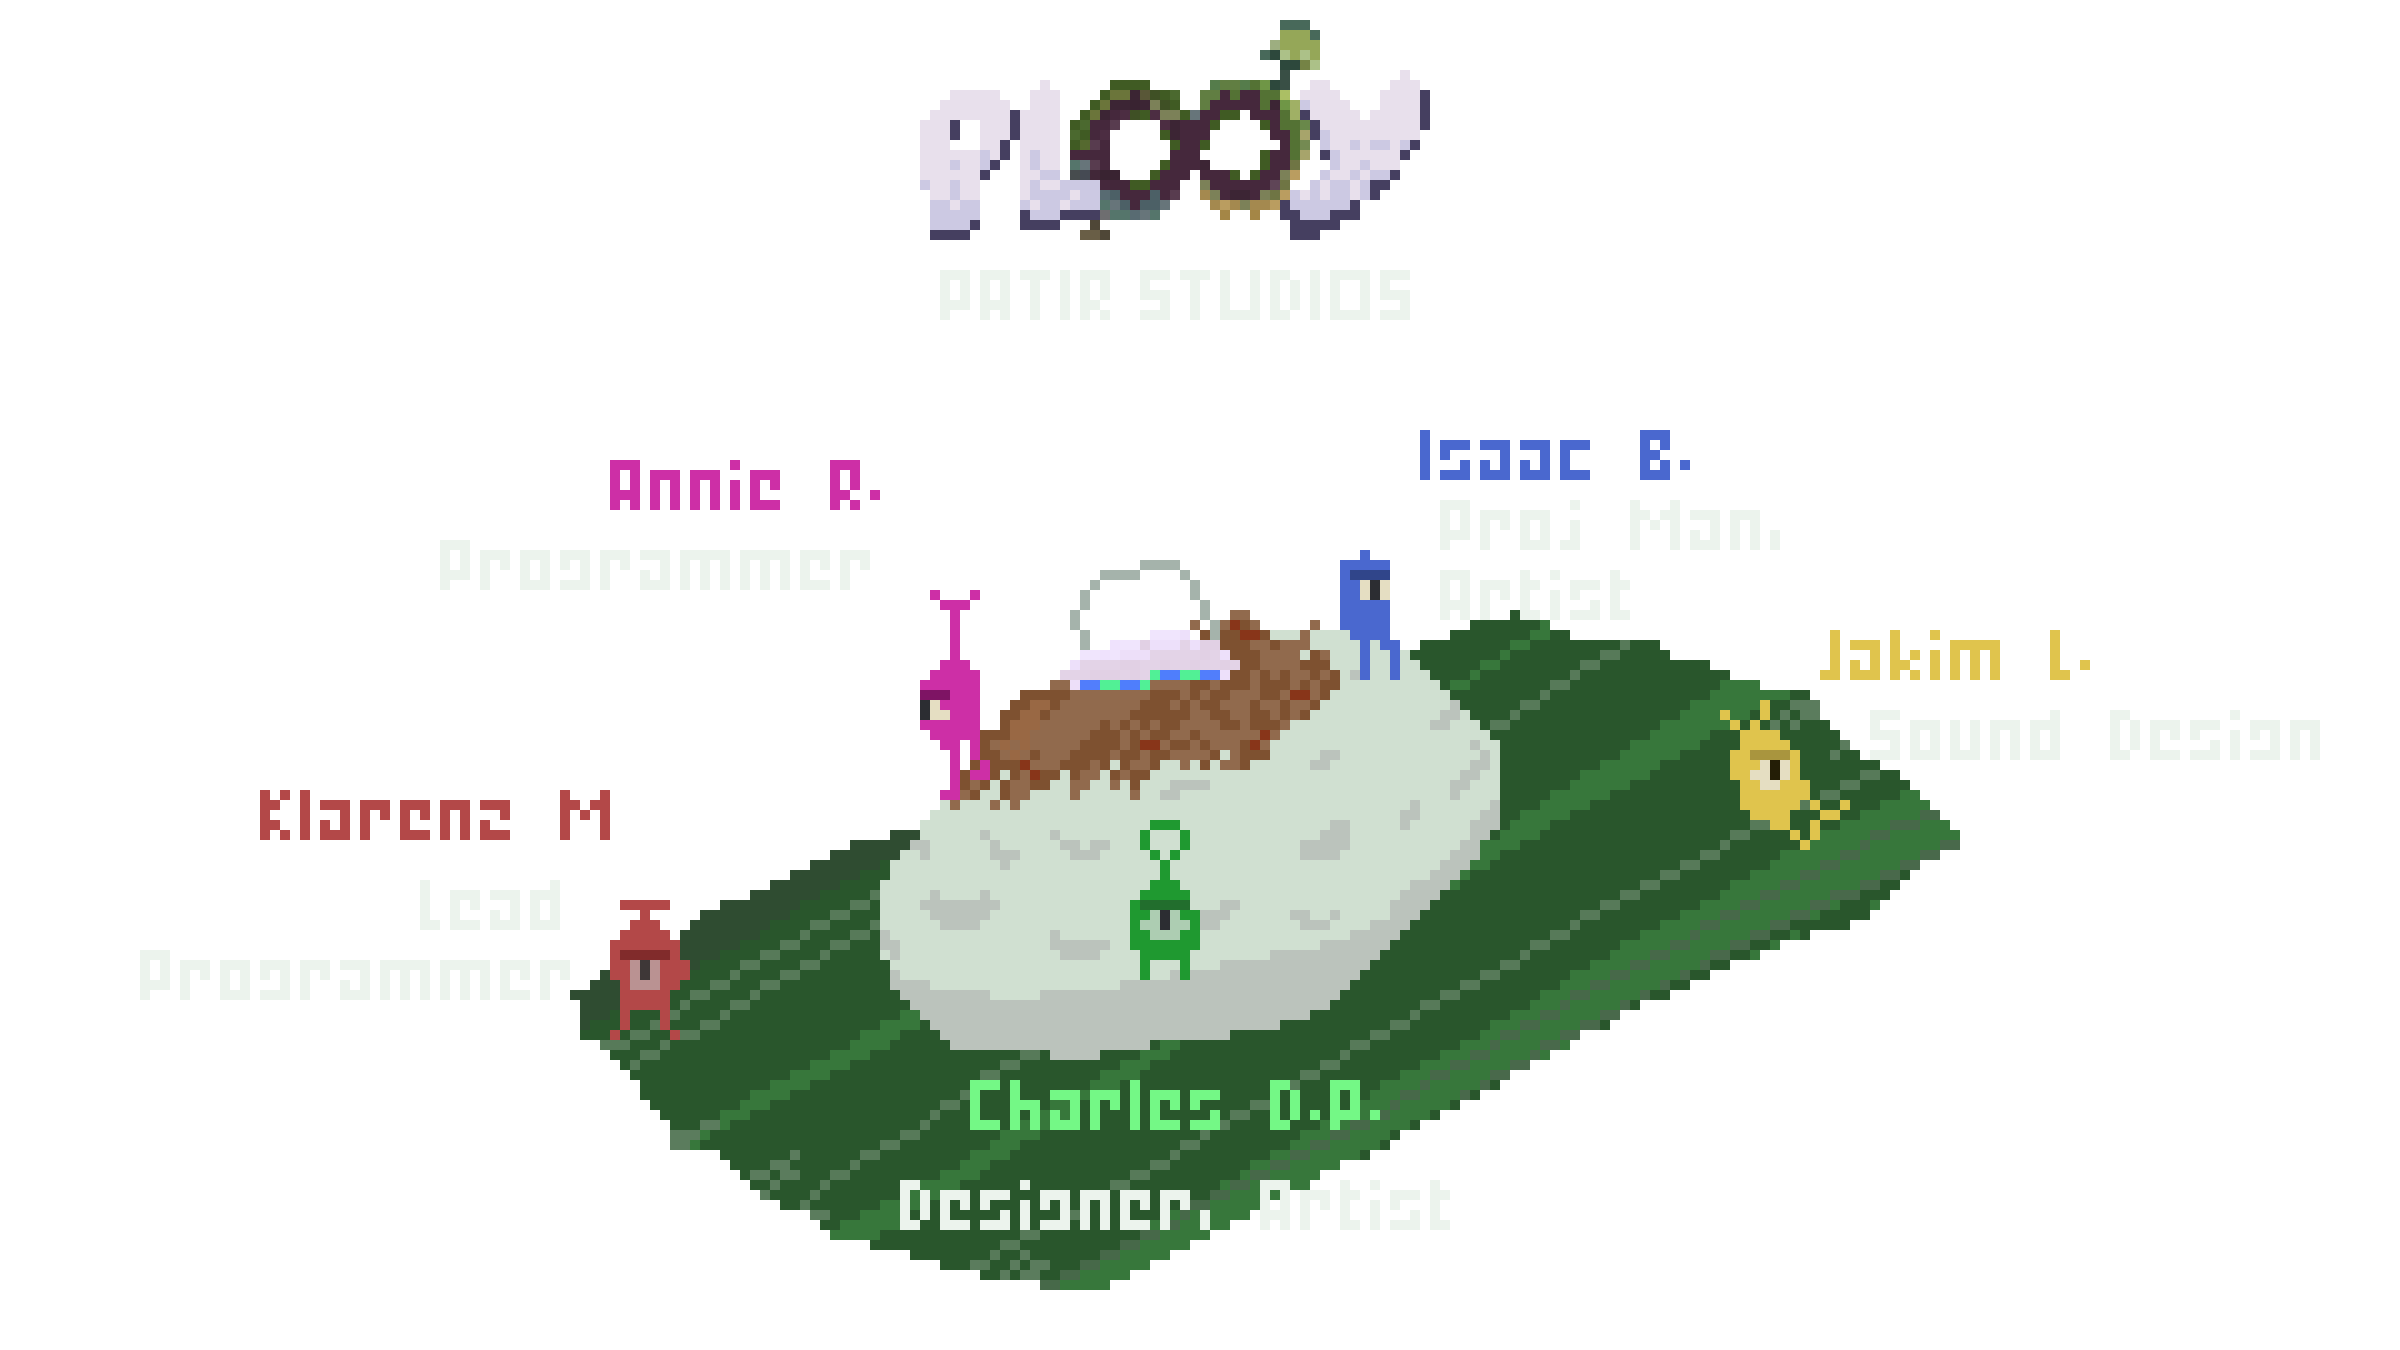 PLOOY
PATIR STUDIOS
Annie R.
Programmer
Isaac B.
Proj Man,
Artist
Jakim L.
Sound Design
Klarenz M
Lead
Programmer
Charles D.P.
Designer, Artist